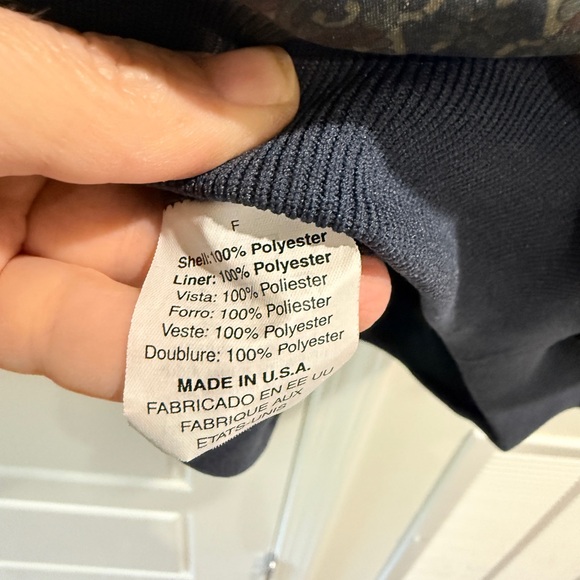 F
Shell:100% Polyester
Liner: 100% Polyester
Vista: 100% Poliester
Forro: 100% Poliester
Veste: 100% Polyester
Doublure: 100% Polyester
MADE IN U.S.A.
FABRICADO EN EE UU
FABRIQUE AUX
ETATS-UNIS